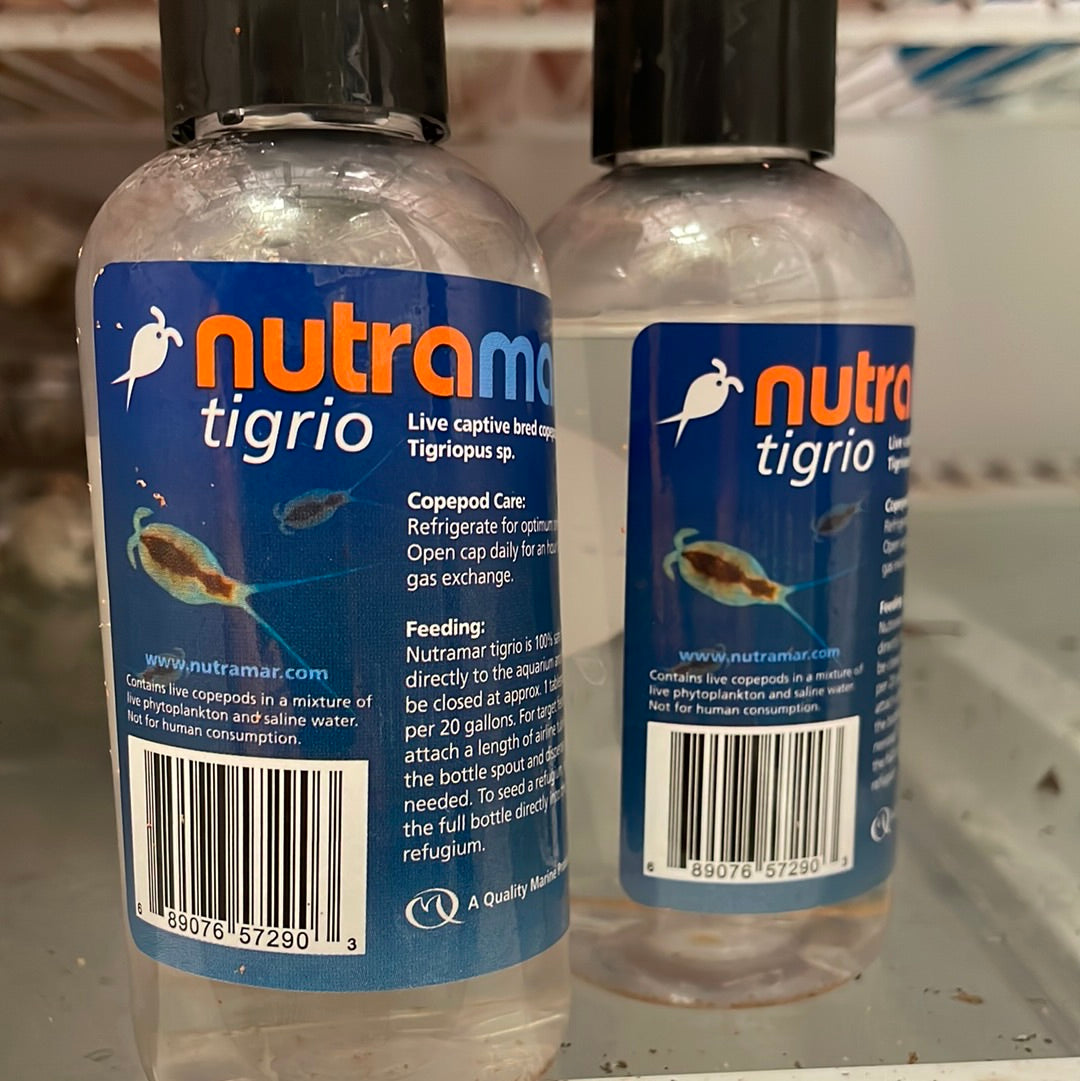 nutrama
tigrio
Live captive bred
Tigriopus sp.
Copepod Care:
Refrigerate for optimum
Open cap daily for an hour
gas exchange.
Feeding:
Nutramar tigrio is 100%
directly to the aquarium
be closed at approx. 1
per 20 gallons. For target
attach a length of airline
the bottle spout and
needed. To seed a
the full bottle directly
refugium.
www.nutramar.com
Contains live copepods in a mixture of
live phytoplankton and saline water.
Not for human consumption.
6 89076 57290 3
A Quality Marine
nutra
tigrio
Live
www.nutramar.com
Contains live copepods in a mixture of
live phytoplankton and saline water.
Not for human consumption.
6 89076 57290 3